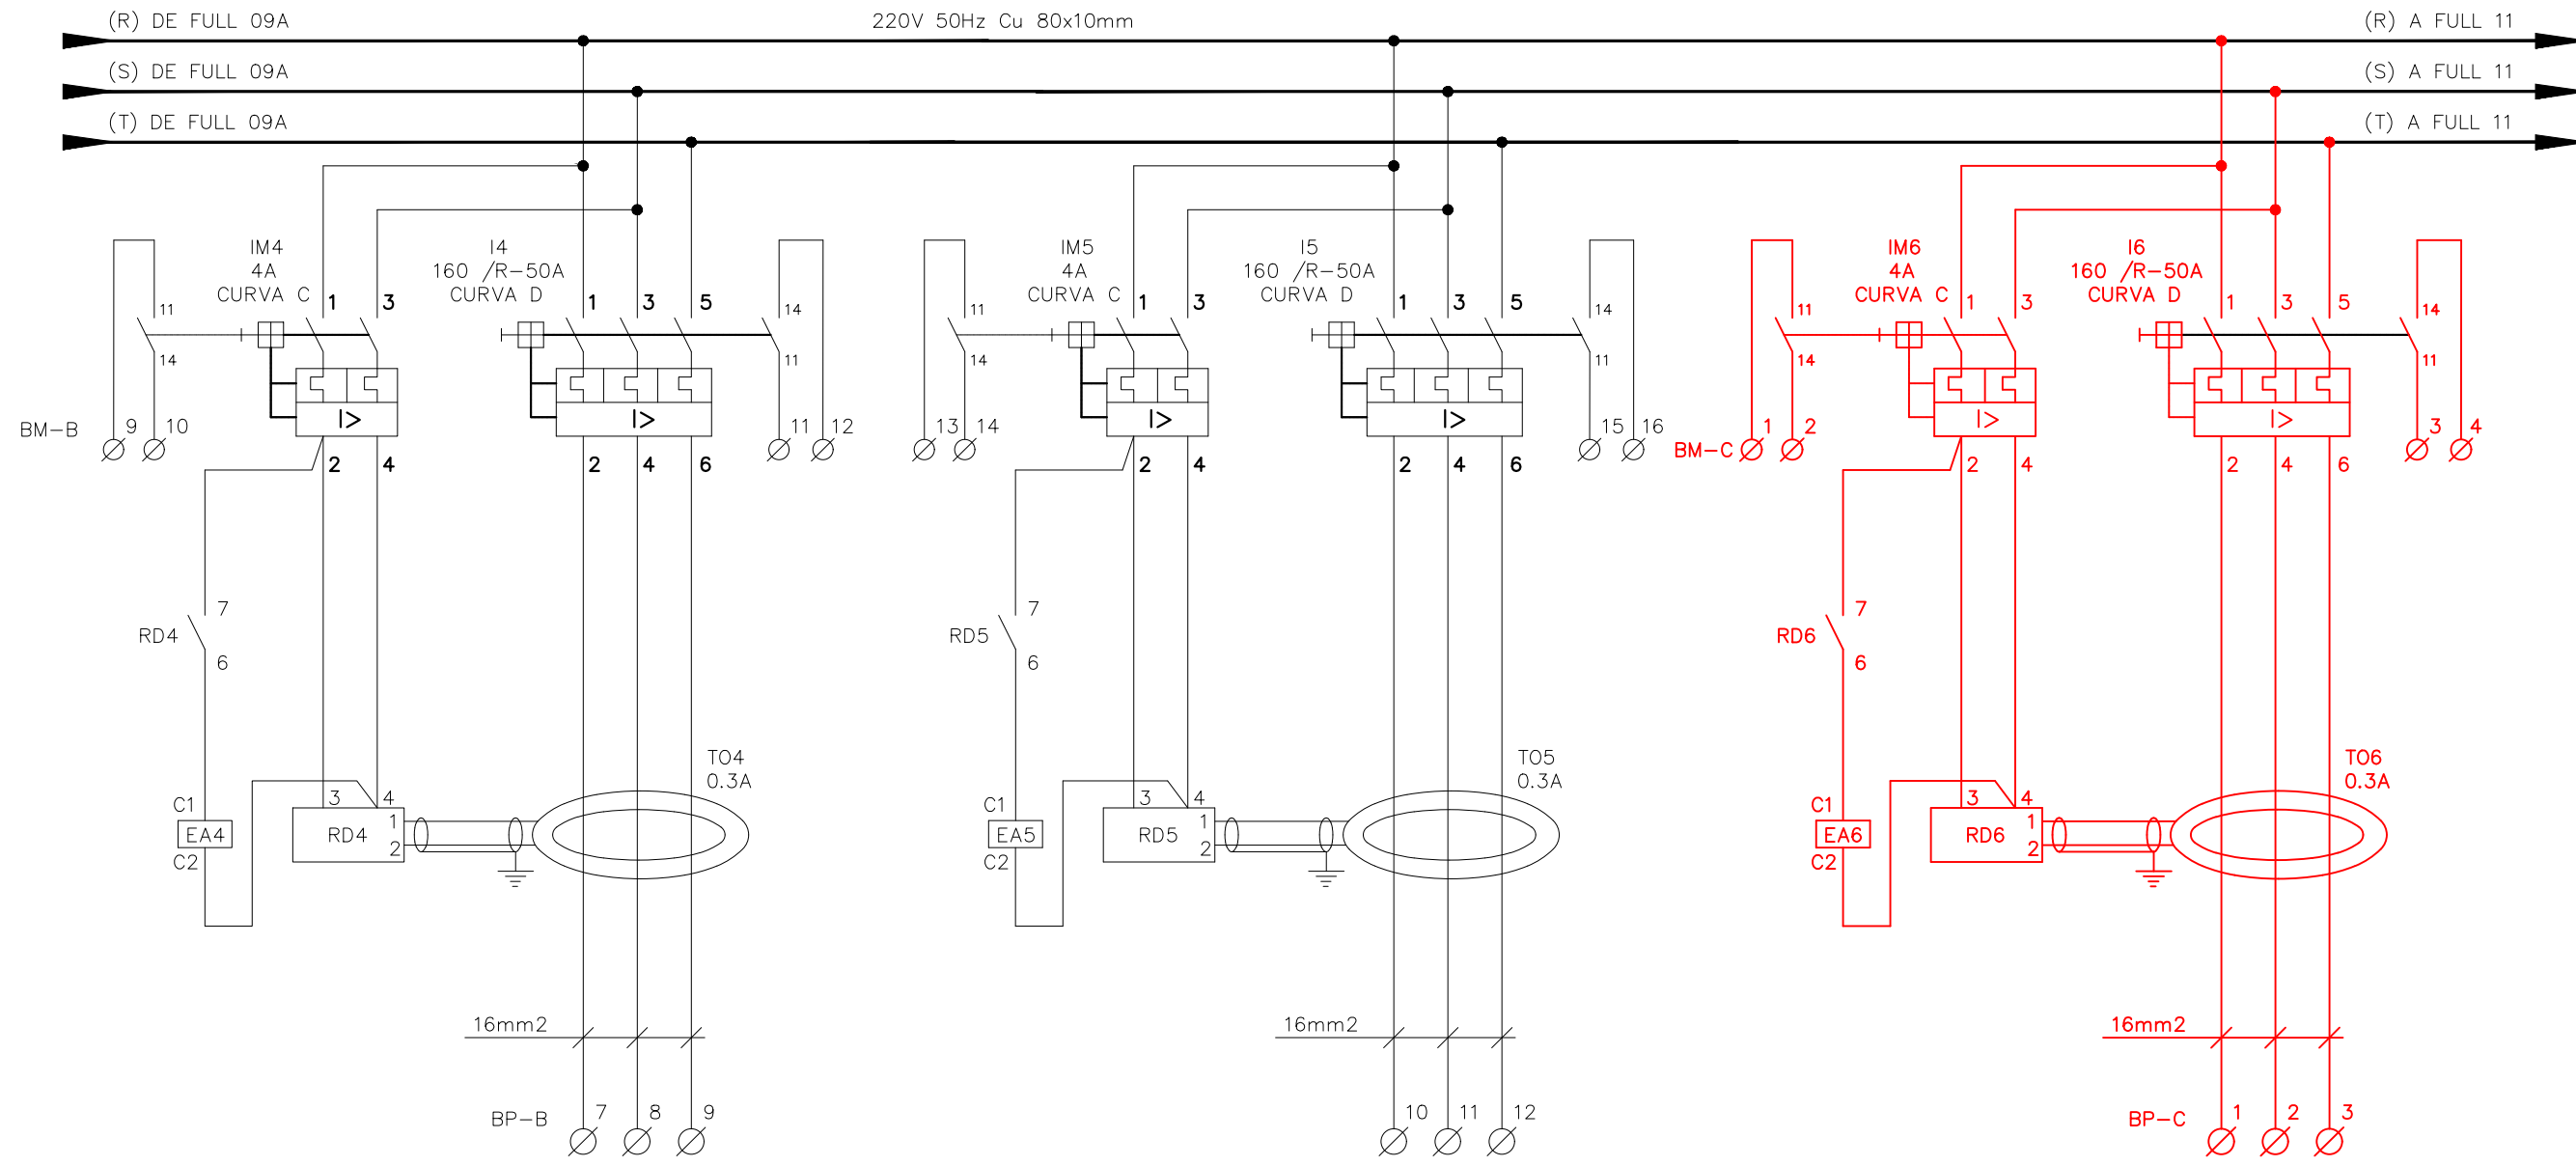 (R) DE FULL 09A 220V 50Hz Cu 80x10mm (R) A FULL 11
(S) DE FULL 09A (S) A FULL 11
(T) DE FULL 09A (T) A FULL 11
IM4 I4 IM5 I5 IM6 I6
4A 160 /R-50A 4A 160 /R-50A 4A 160 /R-50A
CURVA C 1 3 CURVA D 1 3 5 CURVA C 1 3 CURVA D 1 3 5 CURVA C 1 3 CURVA D 1 3 5
11 14 11 14 11 14
14 11 14 11 14 11
I> I> I> I> I> I>
BM-B 9 10 11 12 13 14 15 16 BM-C 1 2 3 4
2 4 2 4 6 2 4 2 4 6 2 4 2 4 6
7 7 7
RD4 RD5 RD6
6 6 6
TO4 TO5 TO6
0.3A 0.3A 0.3A
C1 3 4 C1 3 4 C1 3 4
EA4 RD4 1 EA5 RD5 1 EA6 RD6 1
C2 2 C2 2 C2 2
16mm2 16mm2 16mm2
BP-B 7 8 9 10 11 12 BP-C 1 2 3